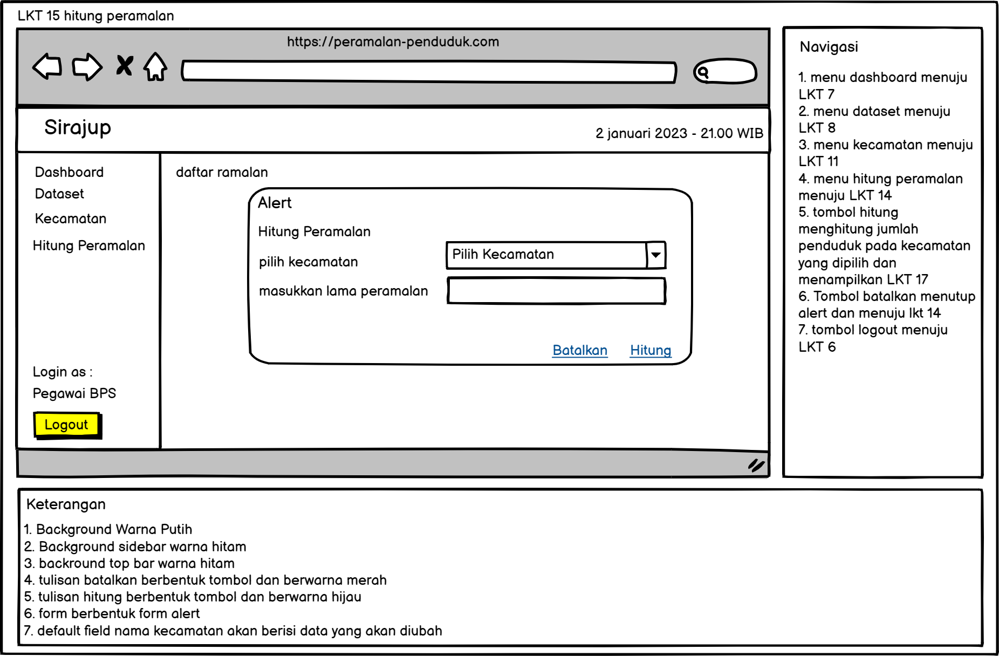 LKT 15 hitung peramalan
https://peramalan-penduduk.com
Sirajup
2 januari 2023 - 21.00 WIB
Dashboard
Dataset
Kecamatan
Hitung Peramalan
Login as :
Pegawai BPS
Logout
daftar ramalan
Alert
Hitung Peramalan
pilih kecamatan
Pilih Kecamatan
masukkan lama peramalan
Batalkan
Hitung
Navigasi
1. menu dashboard menuju
LKT 7
2. menu dataset menuju
LKT 8
3. menu kecamatan menuju
LKT 11
4. menu hitung peramalan
menuju LKT 14
5. tombol hitung
menghitung jumlah
penduduk pada kecamatan
yang dipilih dan
menampilkan LKT 17
6. Tombol batalkan menutup
alert dan menuju lkt 14
7. tombol logout menuju
LKT 6
Keterangan
1. Background Warna Putih
2. Background sidebar warna hitam
3. backround top bar warna hitam
4. tulisan batalkan berbentuk tombol dan berwarna merah
5. tulisan hitung berbentuk tombol dan berwarna hijau
6. form berbentuk form alert
7. default field nama kecamatan akan berisi data yang akan diubah